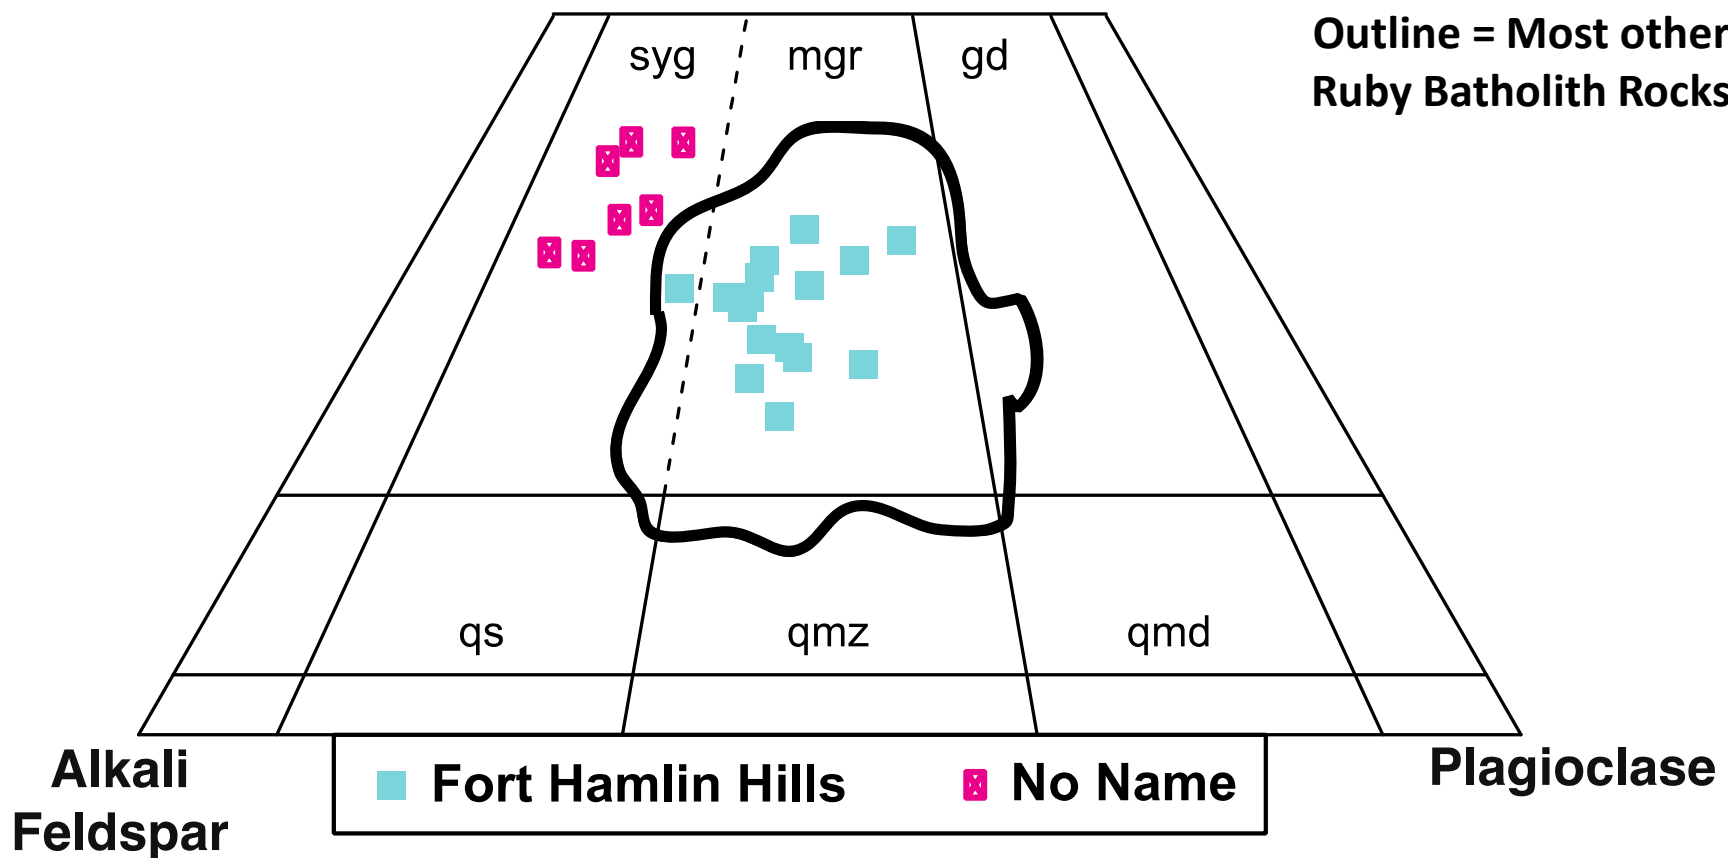 Outline = Most other
Ruby Batholith Rocks
syg mgr gd
qs qmz qmd
Alkali
Feldspar
Plagioclase
Fort Hamlin Hills No Name